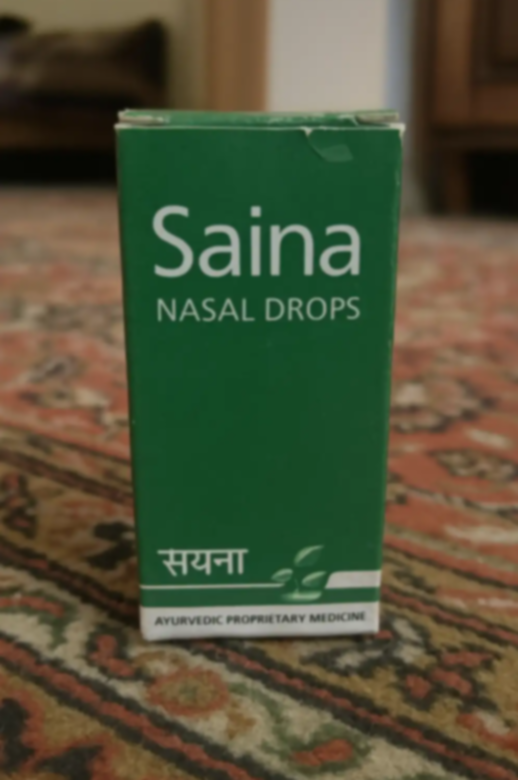 Saina
NASAL DROPS
सयना
AYURVEDIC PROPRIETARY MEDICINE